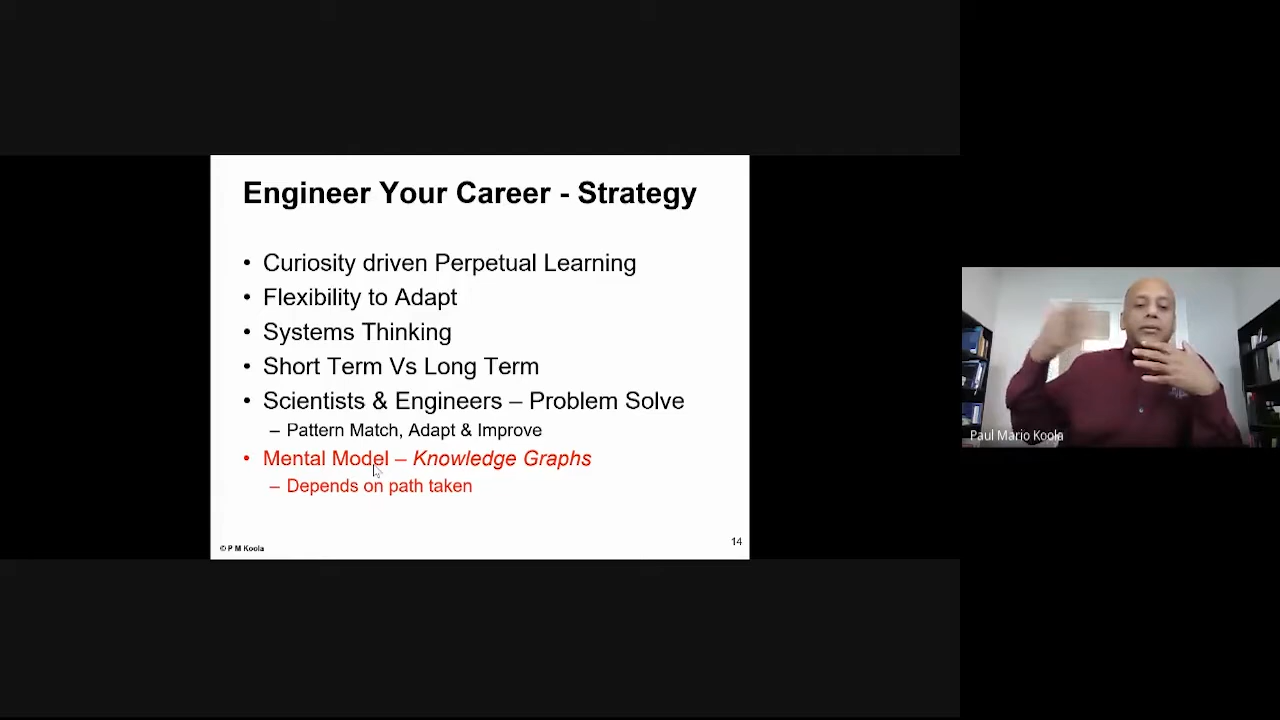 Engineer Your Career - Strategy
• Curiosity driven Perpetual Learning
• Flexibility to Adapt
• Systems Thinking
• Short Term Vs Long Term
• Scientists & Engineers – Problem Solve
– Pattern Match, Adapt & Improve
• Mental Model – Knowledge Graphs
– Depends on path taken
© P M Koola
14
Paul Mario Koola